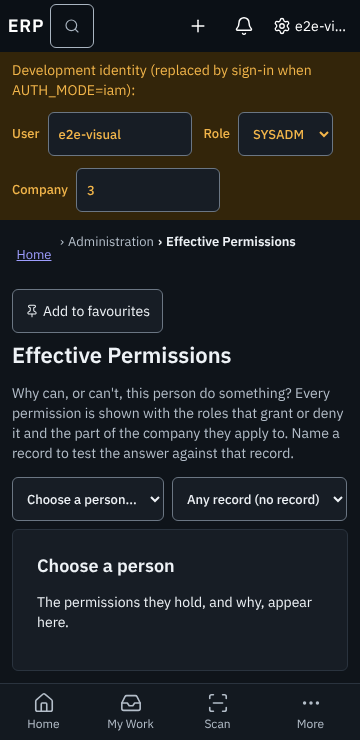 ERP
e2e-vi...
Development identity (replaced by sign-in when
AUTH_MODE=iam):
User e2e-visual Role SYSADM
Company 3
Home › Administration › Effective Permissions
Add to favourites
Effective Permissions
Why can, or can't, this person do something? Every
permission is shown with the roles that grant or deny
it and the part of the company they apply to. Name a
record to test the answer against that record.
Choose a person... Any record (no record)
Choose a person
The permissions they hold, and why, appear
here.
Home My Work Scan More